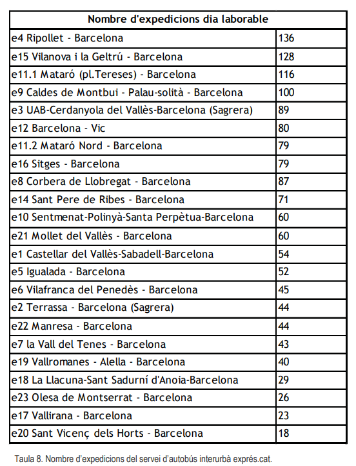 Nombre d'expedicions dia laborable
e4 Ripollet - Barcelona 136
e15 Vilanova i la Geltrú - Barcelona 128
e11.1 Mataró (pl.Tereses) - Barcelona 116
e9 Caldes de Montbui - Palau-solità - Barcelona 100
e3 UAB-Cerdanyola del Vallès-Barcelona (Sagrera) 89
e12 Barcelona - Vic 80
e11.2 Mataró Nord - Barcelona 79
e16 Sitges - Barcelona 79
e8 Corbera de Llobregat - Barcelona 87
e14 Sant Pere de Ribes - Barcelona 71
e10 Sentmenat-Polinyà-Santa Perpètua-Barcelona 60
e21 Mollet del Vallès - Barcelona 60
e1 Castellar del Vallès-Sabadell-Barcelona 54
e5 Igualada - Barcelona 52
e6 Vilafranca del Penedès - Barcelona 45
e2 Terrassa - Barcelona (Sagrera) 44
e22 Manresa - Barcelona 44
e7 la Vall del Tenes - Barcelona 43
e19 Vallromanes - Alella - Barcelona 40
e18 La Llacuna-Sant Sadurní d'Anoia-Barcelona 29
e23 Olesa de Montserrat - Barcelona 26
e17 Vallirana - Barcelona 23
e20 Sant Vicenç dels Horts - Barcelona 18
Taula 8. Nombre d'expedicions del servei d'autobús interurbà exprés.cat.